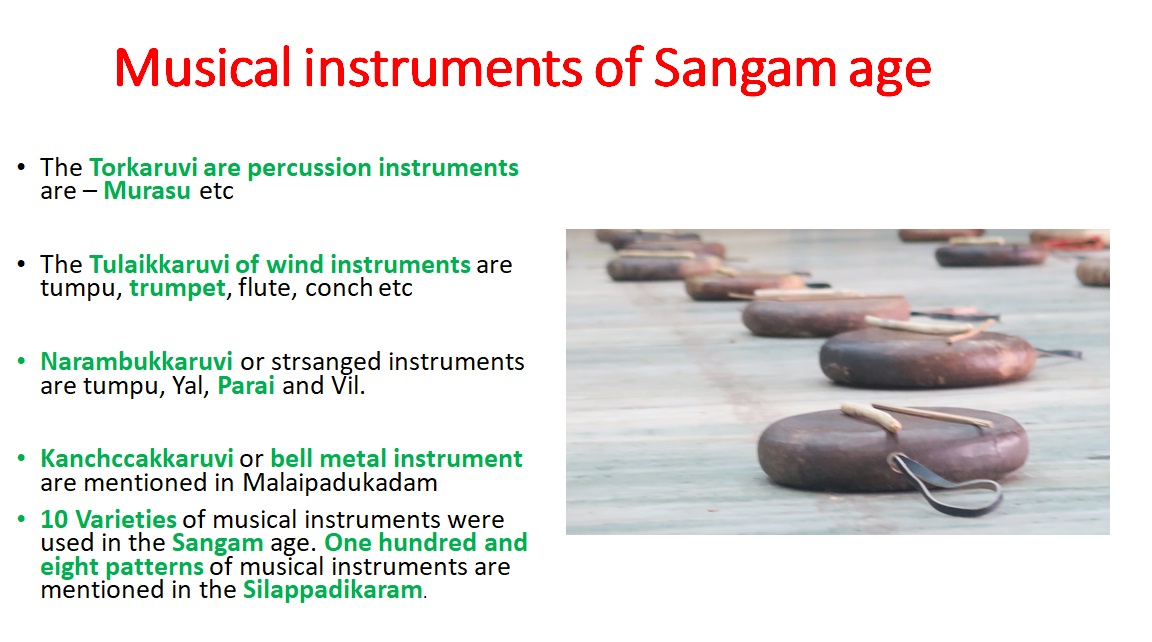 Musical instruments of Sangam age
• The Torkaruvi are percussion instruments
are – Murasu etc
• The Tulaikkaruvi of wind instruments are
tumpu, trumpet, flute, conch etc
• Narambukkaruvi or strsanged instruments
are tumpu, Yal, Parai and Vil.
• Kanchccakkaruvi or bell metal instrument
are mentioned in Malaipadukadam
• 10 Varieties of musical instruments were
used in the Sangam age. One hundred and
eight patterns of musical instruments are
mentioned in the Silappadikaram.